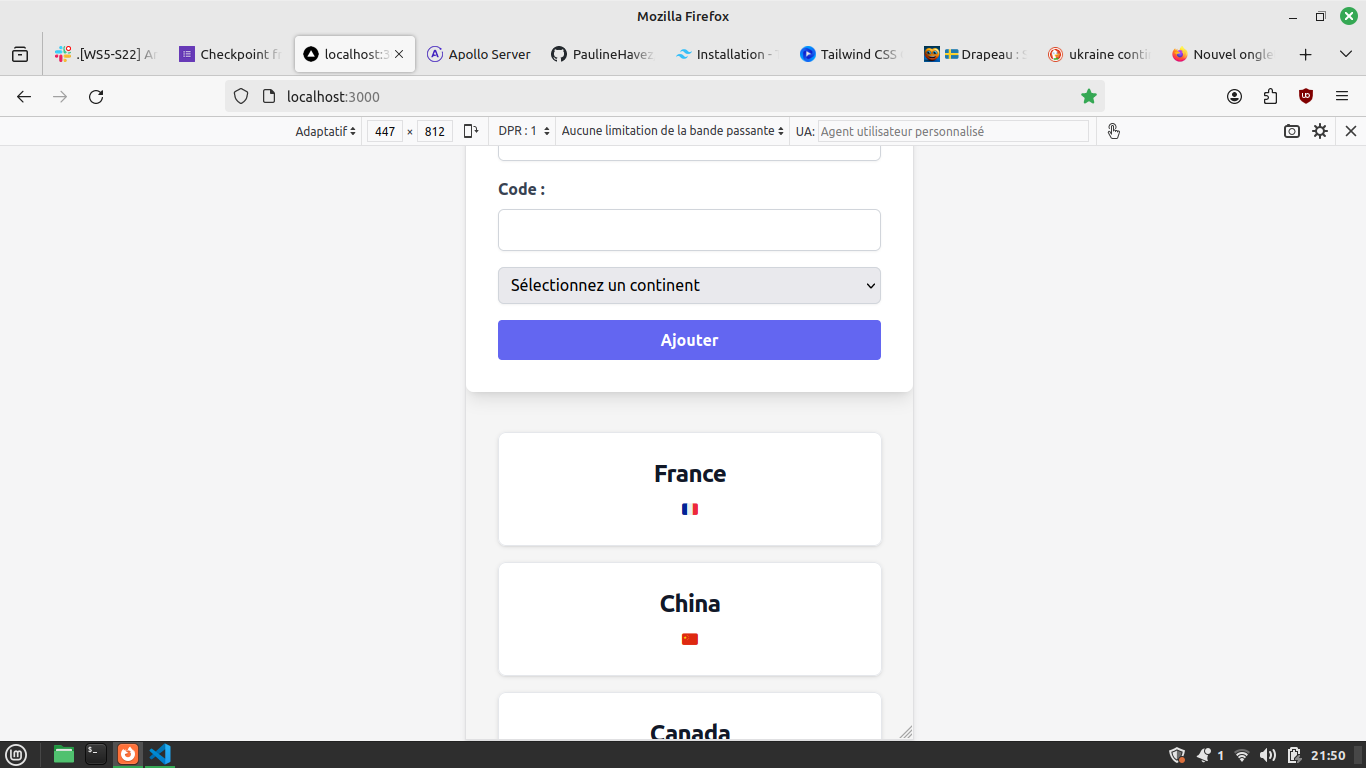 Mozilla Firefox
.[WS5-S22] Ar
Checkpoint fr
localhost:3
Apollo Server
PaulineHavez
Installation -
Tailwind CSS
Drapeau : S
ukraine conti
Nouvel ongle
localhost:3000
Adaptatif
447 × 812
DPR : 1
Aucune limitation de la bande passante
UA: Agent utilisateur personnalisé
Code :
Sélectionnez un continent
Ajouter
France
China
Canada
1
21:50